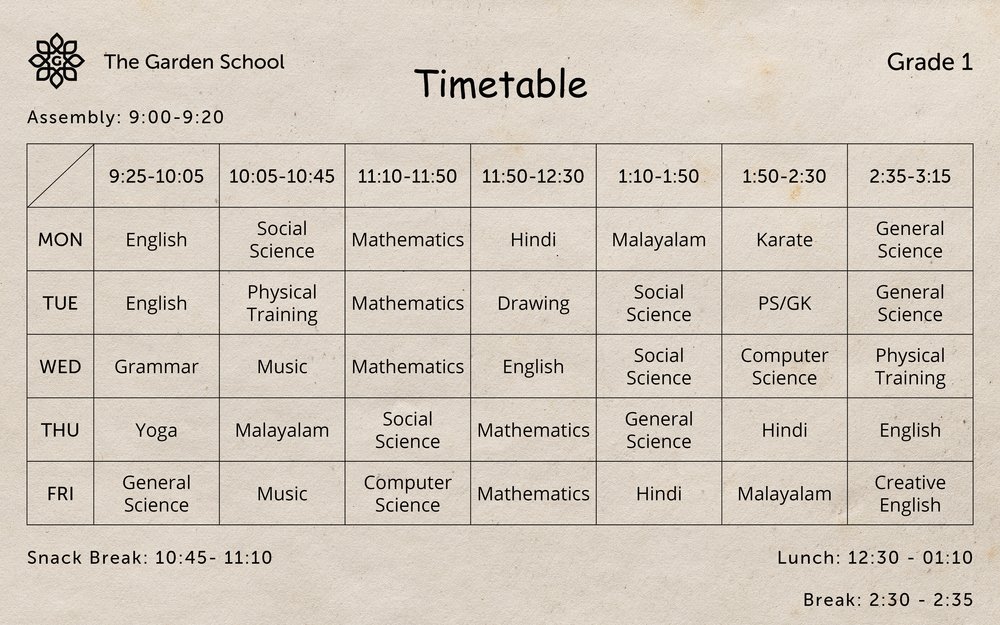 G
The Garden School
Timetable
Grade 1
Assembly: 9:00-9:20
9:25-10:05 10:05-10:45 11:10-11:50 11:50-12:30 1:10-1:50 1:50-2:30 2:35-3:15
MON English Social Science Mathematics Hindi Malayalam Karate General Science
TUE English Physical Training Mathematics Drawing Social Science PS/GK General Science
WED Grammar Music Mathematics English Social Science Computer Science Physical Training
THU Yoga Malayalam Social Science Mathematics General Science Hindi English
FRI General Science Music Computer Science Mathematics Hindi Malayalam Creative English
Snack Break: 10:45- 11:10
Lunch: 12:30 - 01:10
Break: 2:30 - 2:35